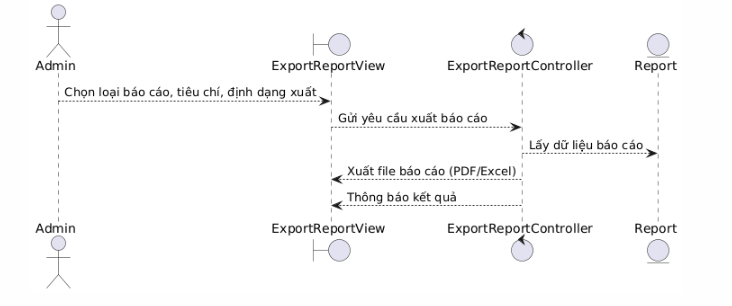 Admin
ExportReportView
ExportReportController
Report
Chọn loại báo cáo, tiêu chí, định dạng xuất
Gửi yêu cầu xuất báo cáo
Lấy dữ liệu báo cáo
Xuất file báo cáo (PDF/Excel)
Thông báo kết quả
Admin
ExportReportView
ExportReportController
Report